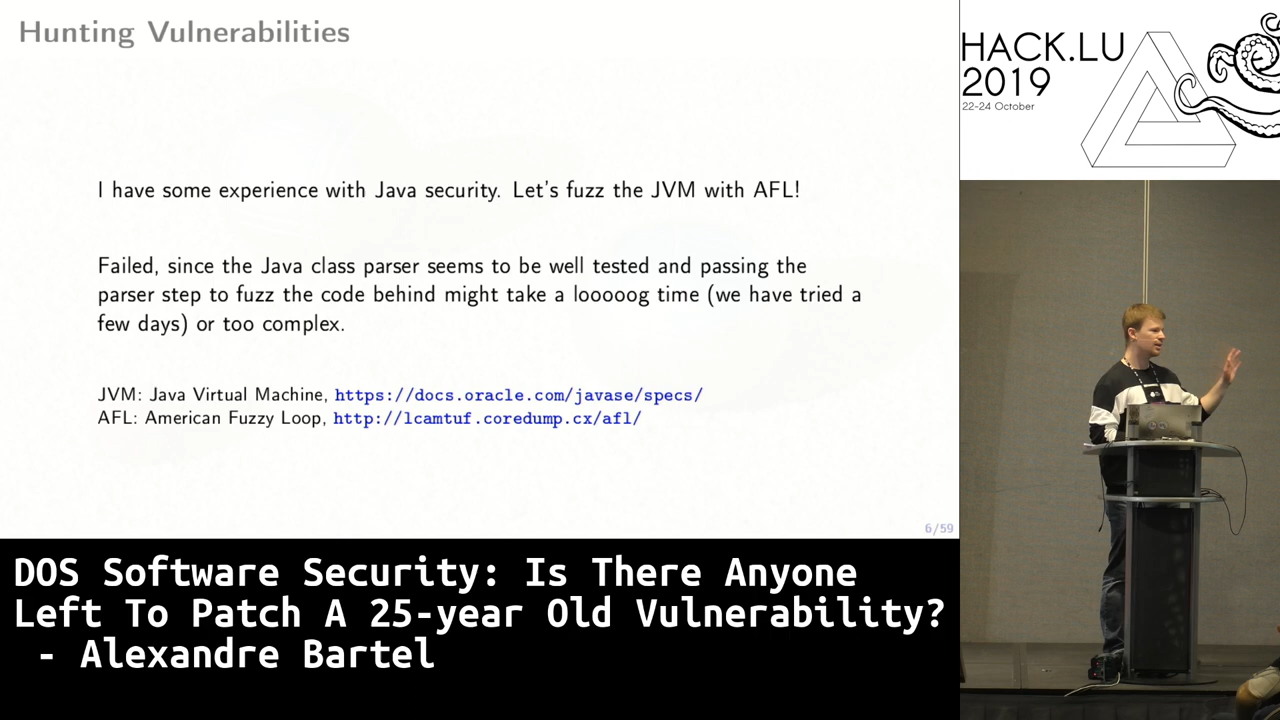 Hunting Vulnerabilities
I have some experience with Java security. Let's fuzz the JVM with AFL!
Failed, since the Java class parser seems to be well tested and passing the
parser step to fuzz the code behind might take a looooog time (we have tried a
few days) or too complex.
JVM: Java Virtual Machine, https://docs.oracle.com/javase/specs/
AFL: American Fuzzy Loop, http://lcamtuf.coredump.cx/afl/
6/59
HACK.LU
2019
22-24 October
DOS Software Security: Is There Anyone
Left To Patch A 25-year Old Vulnerability?
- Alexandre Bartel